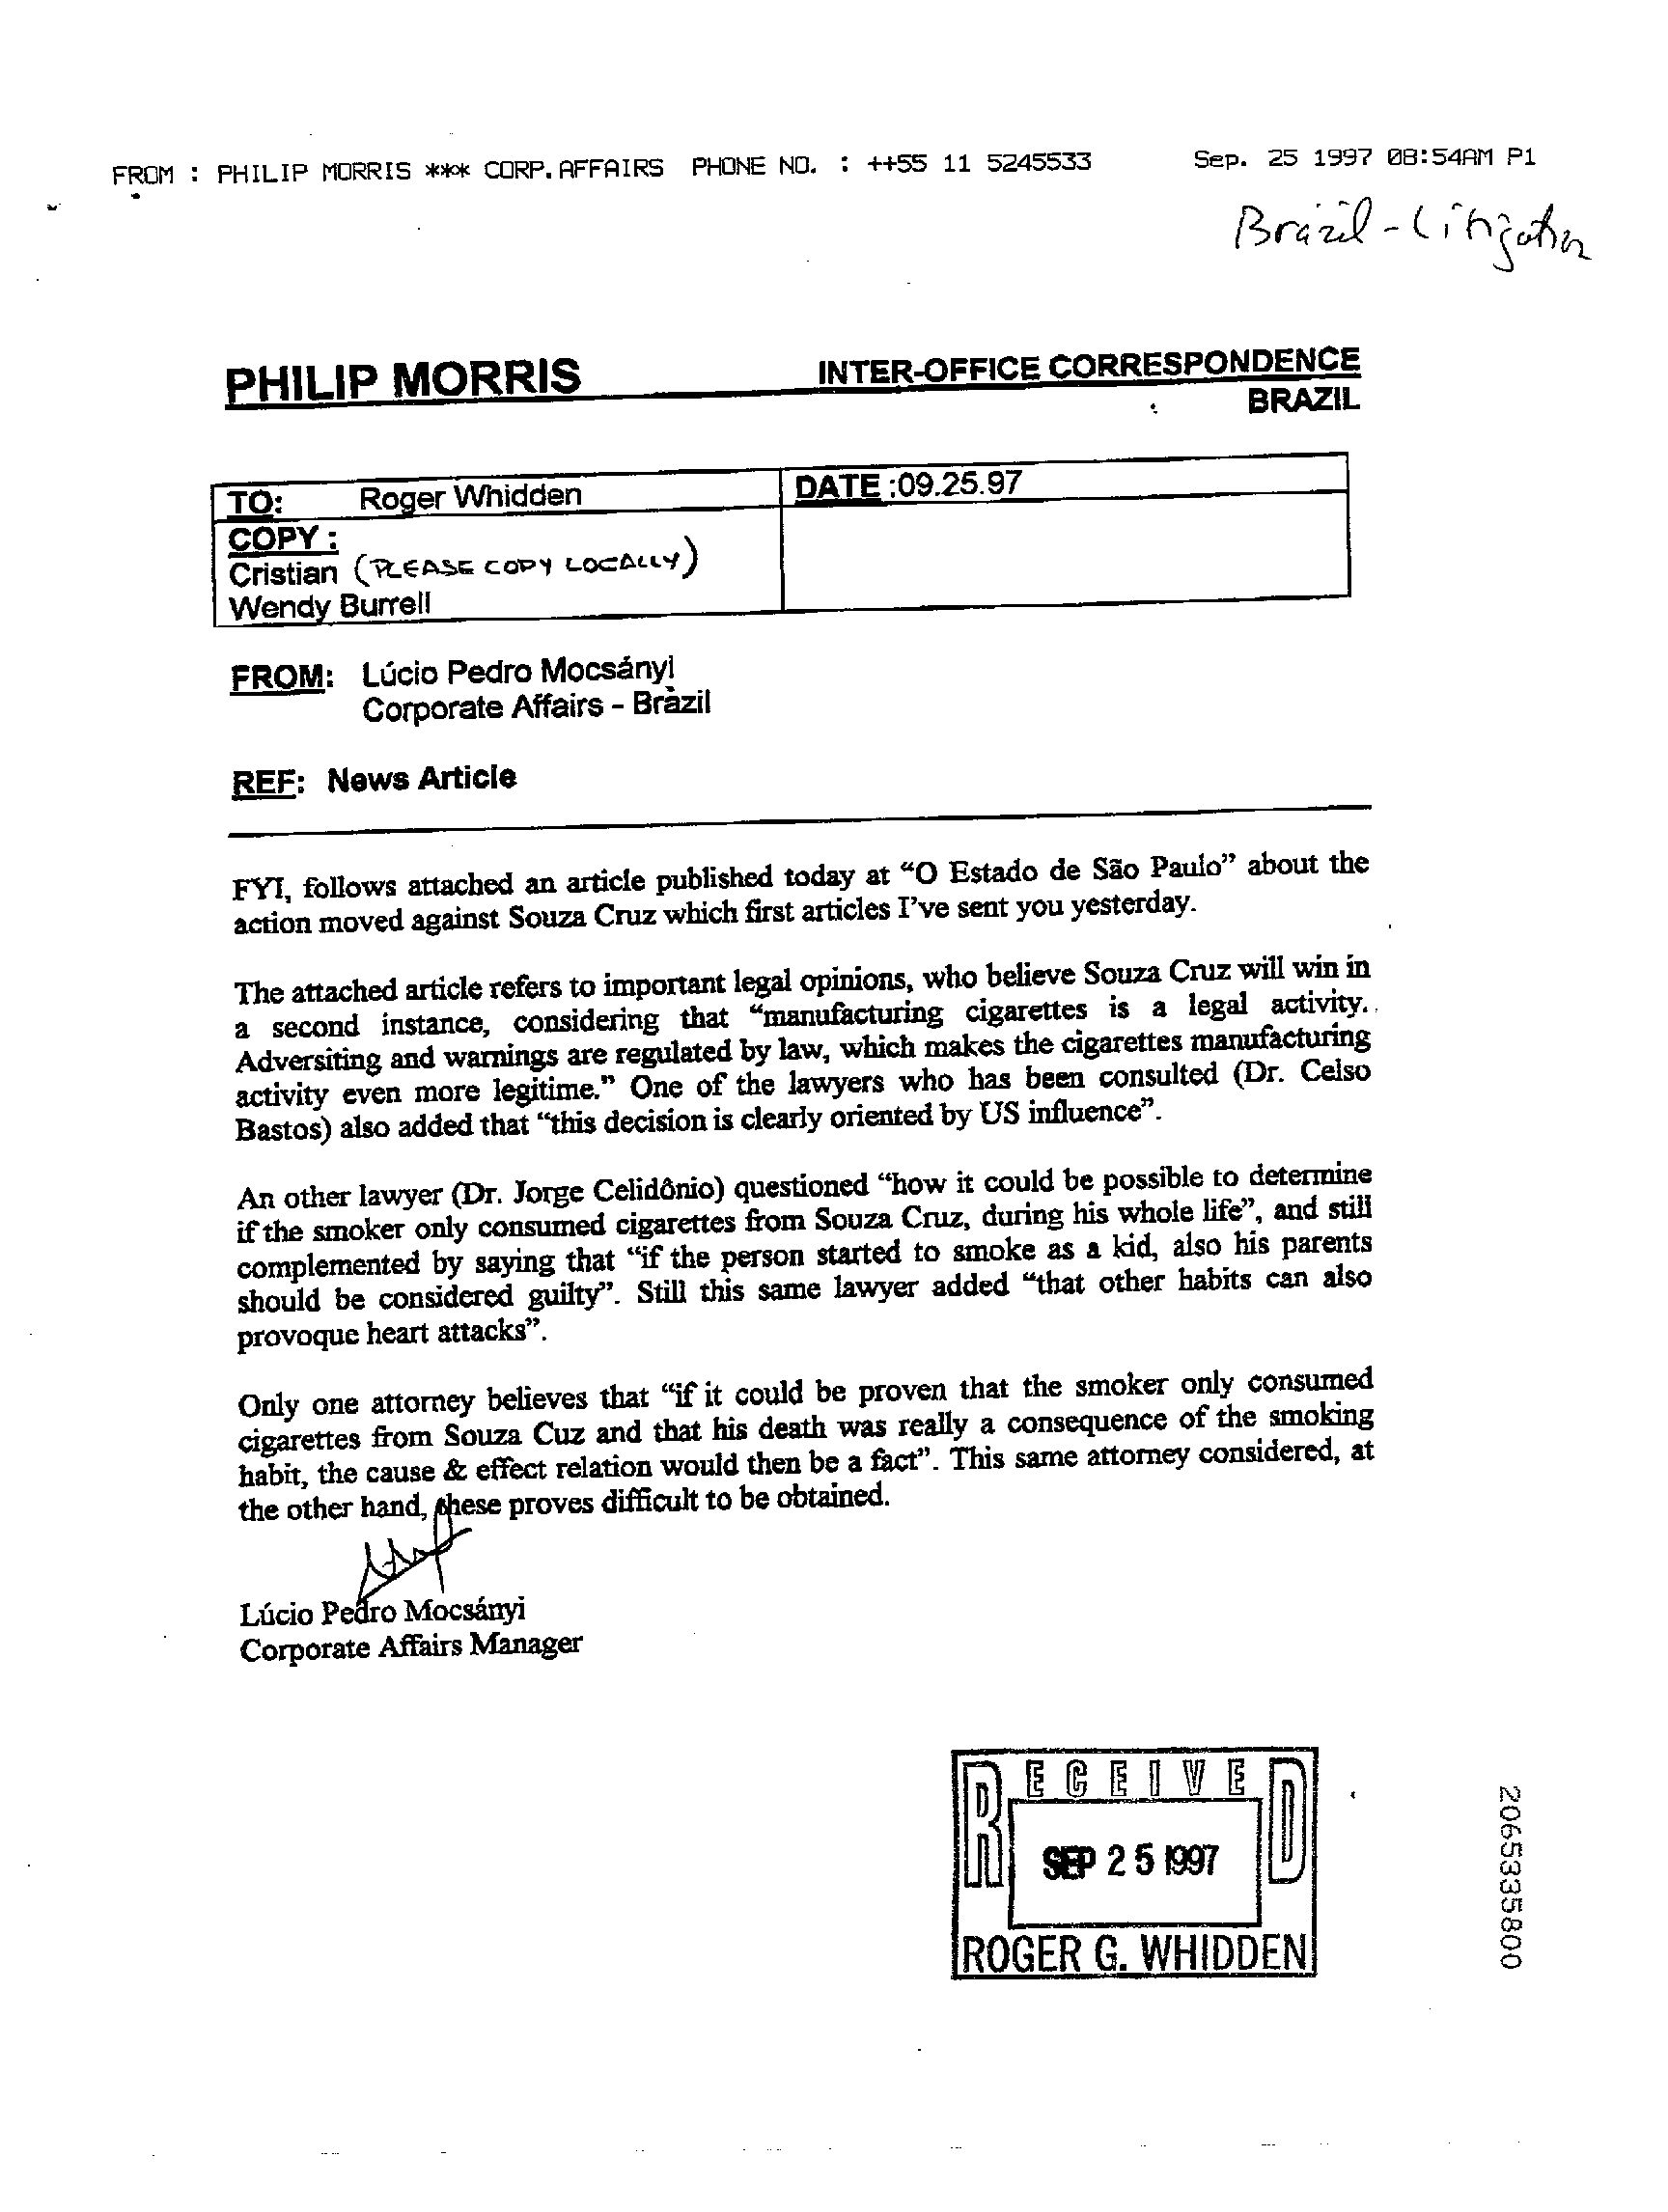 FROM : PHILIP MORRIS *** CORP.AFFAIRS PHONE NO. : ++55 11 5245533 Sep. 25 1997 08:54AM P1
Brazil - Litigation
PHILIP MORRIS INTER-OFFICE CORRESPONDENCE
BRAZIL
TO: Roger Whidden DATE :09.25.97
COPY :
Cristian (PLEASE COPY LOCALLY)
Wendy Burrell
FROM: Lúcio Pedro Mocsányi
Corporate Affairs - Brazil
REF: News Article
FYI, follows attached an article published today at “O Estado de São Paulo” about the
action moved against Souza Cruz which first articles I’ve sent you yesterday.
The attached article refers to important legal opinions, who believe Souza Cruz will win in
a second instance, considering that “manufacturing cigarettes is a legal activity.
Adversiting and warnings are regulated by law, which makes the cigarettes manufacturing
activity even more legitime.” One of the lawyers who has been consulted (Dr. Celso
Bastos) also added that “this decision is clearly oriented by US influence”.
An other lawyer (Dr. Jorge Celidônio) questioned “how it could be possible to determine
if the smoker only consumed cigarettes from Souza Cruz, during his whole life”, and still
complemented by saying that “if the person started to smoke as a kid, also his parents
should be considered guilty”. Still this same lawyer added “that other habits can also
provoque heart attacks”.
Only one attorney believes that “if it could be proven that the smoker only consumed
cigarettes from Souza Cuz and that his death was really a consequence of the smoking
habit, the cause & effect relation would then be a fact”. This same attorney considered, at
the other hand, these proves difficult to be obtained.
Lúcio Pedro Mocsányi
Corporate Affairs Manager
RECEIVED
SEP 25 1997
ROGER G. WHIDDEN
2065335800